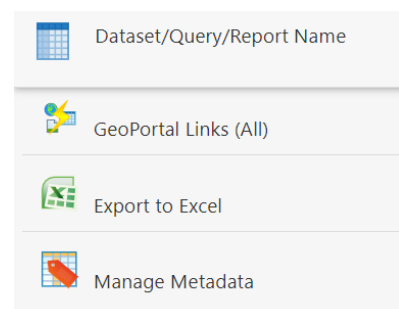 Dataset/Query/Report Name
GeoPortal Links (All)
Export to Excel
Manage Metadata